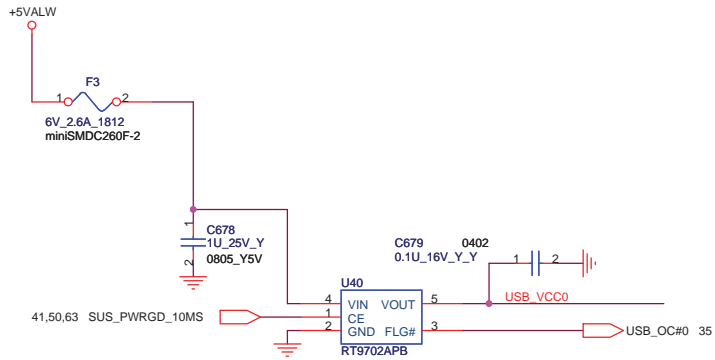 +5VALW
F3
1 2
6V_2.6A_1812
miniSMDC260F-2
1
C678
1U_25V_Y
2
0805_Y5V
C679 0402
0.1U_16V_Y_Y
1 2
U40
4 VIN VOUT 5
USB_VCC0
41,50,63 SUS_PWRGD_10MS
1 CE
2 GND FLG# 3
USB_OC#0 35
RT9702APB